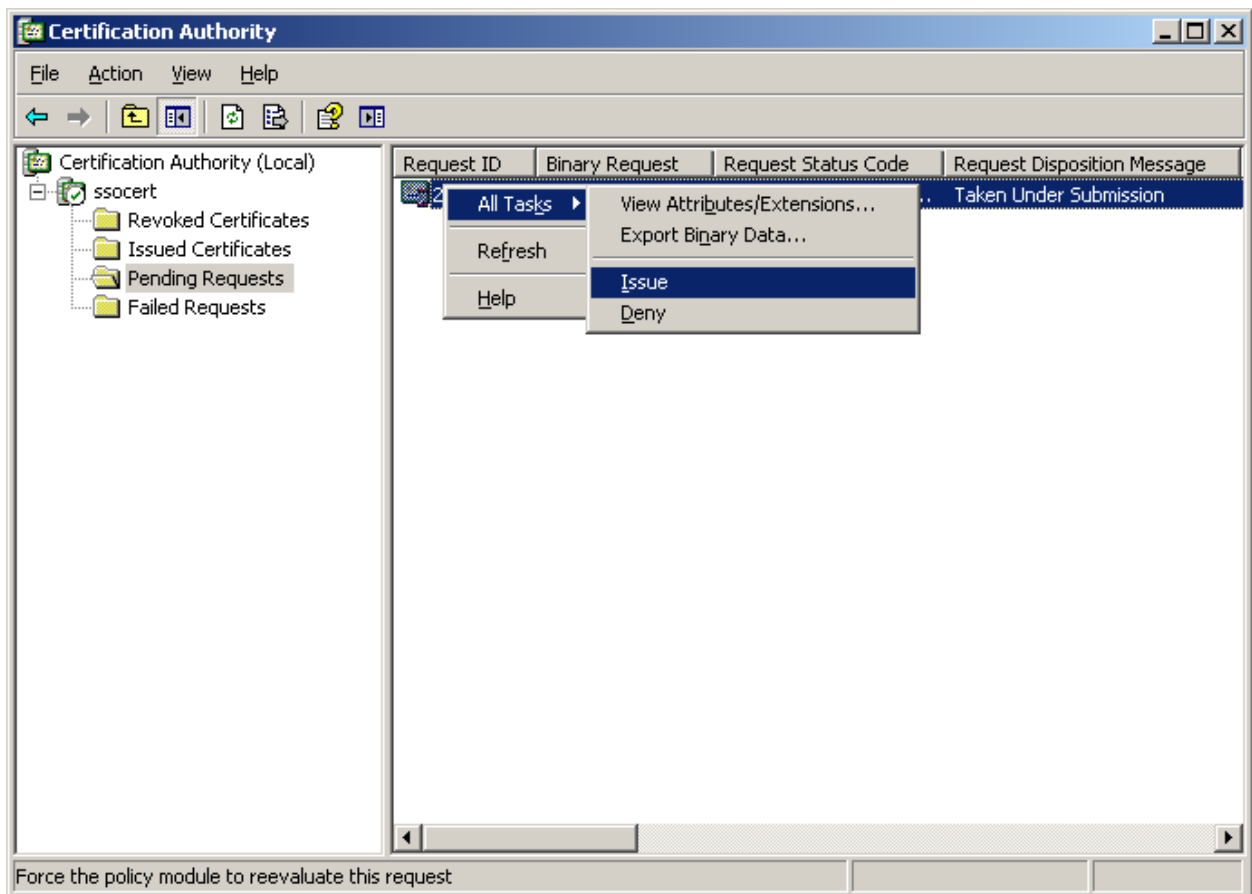 Certification Authority
File Action View Help
Certification Authority (Local)
ssocert
Revoked Certificates
Issued Certificates
Pending Requests
Failed Requests
Request ID Binary Request Request Status Code Request Disposition Message
2 .. Taken Under Submission
All Tasks
Refresh
Help
View Attributes/Extensions...
Export Binary Data...
Issue
Deny
Force the policy module to reevaluate this request